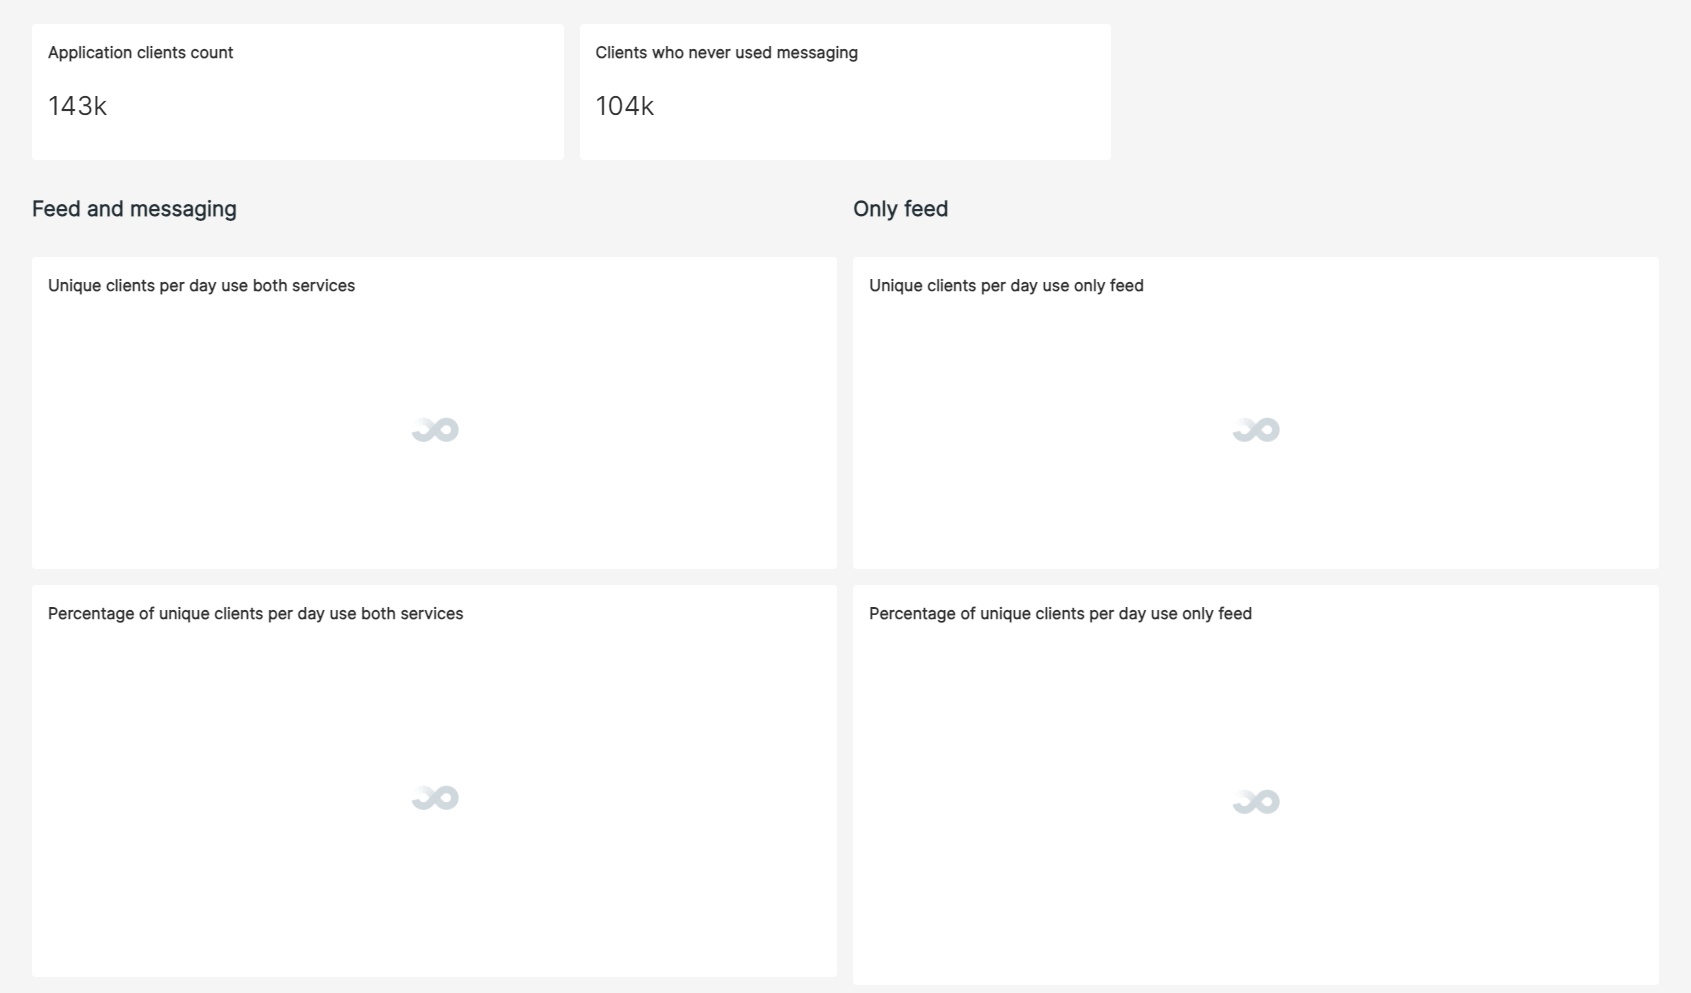 Application clients count
143k
Clients who never used messaging
104k
Feed and messaging
Only feed
Unique clients per day use both services
Unique clients per day use only feed
Percentage of unique clients per day use both services
Percentage of unique clients per day use only feed